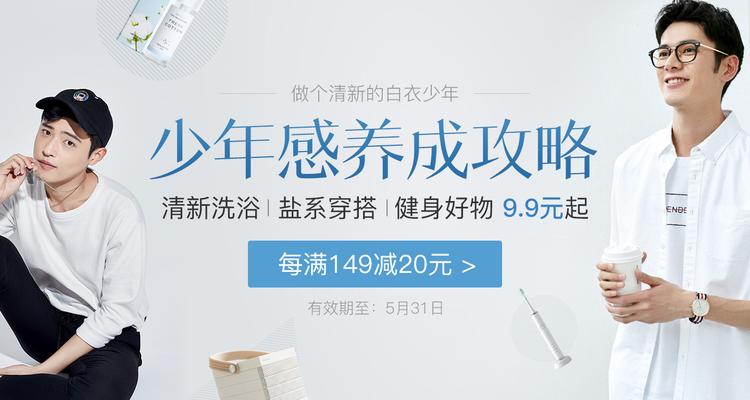 做个清新的白衣少年
少年感养成攻略
清新洗浴 | 盐系穿搭 | 健身好物 9.9元起
每满149减20元 >
有效期至：5月31日
FRESH
COTTON